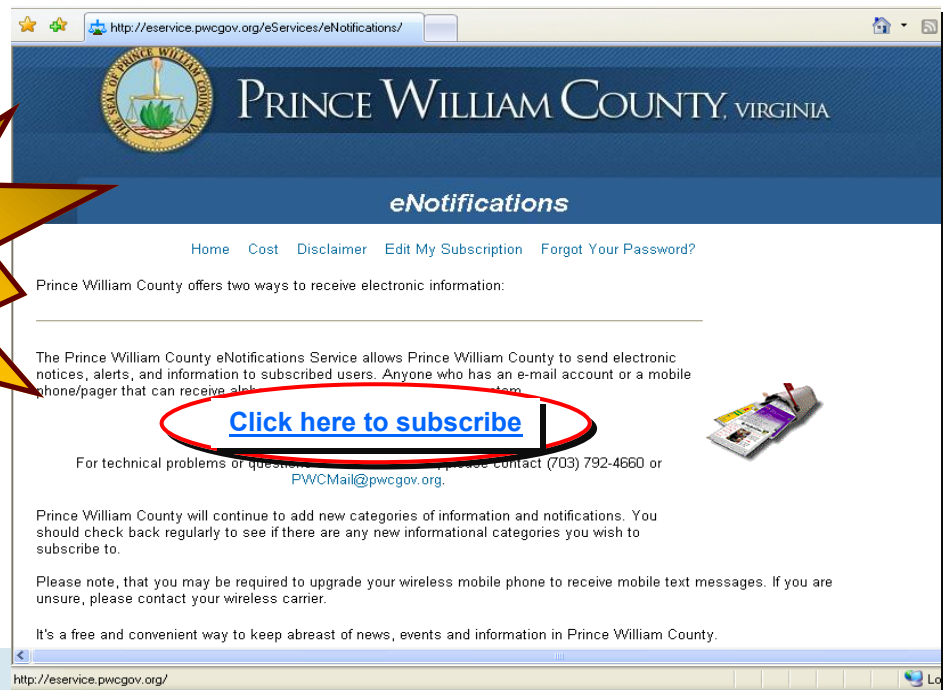 http://eservice.pwcgov.org/eServices/eNotifications/
THE SEAL OF PRINCE WILLIAM COUNTY, VA
PRINCE WILLIAM COUNTY, VIRGINIA
eNotifications
Home Cost Disclaimer Edit My Subscription Forgot Your Password?
Prince William County offers two ways to receive electronic information:
The Prince William County eNotifications Service allows Prince William County to send electronic
notices, alerts, and information to subscribed users. Anyone who has an e-mail account or a mobile
phone/pager that can receive
Click here to subscribe
For technical problems or contact (703) 792-4660 or
PWCMail@pwcgov.org.
Prince William County will continue to add new categories of information and notifications. You
should check back regularly to see if there are any new informational categories you wish to
subscribe to.
Please note, that you may be required to upgrade your wireless mobile phone to receive mobile text messages. If you are
unsure, please contact your wireless carrier.
It's a free and convenient way to keep abreast of news, events and information in Prince William County.
http://eservice.pwcgov.org/
Lo